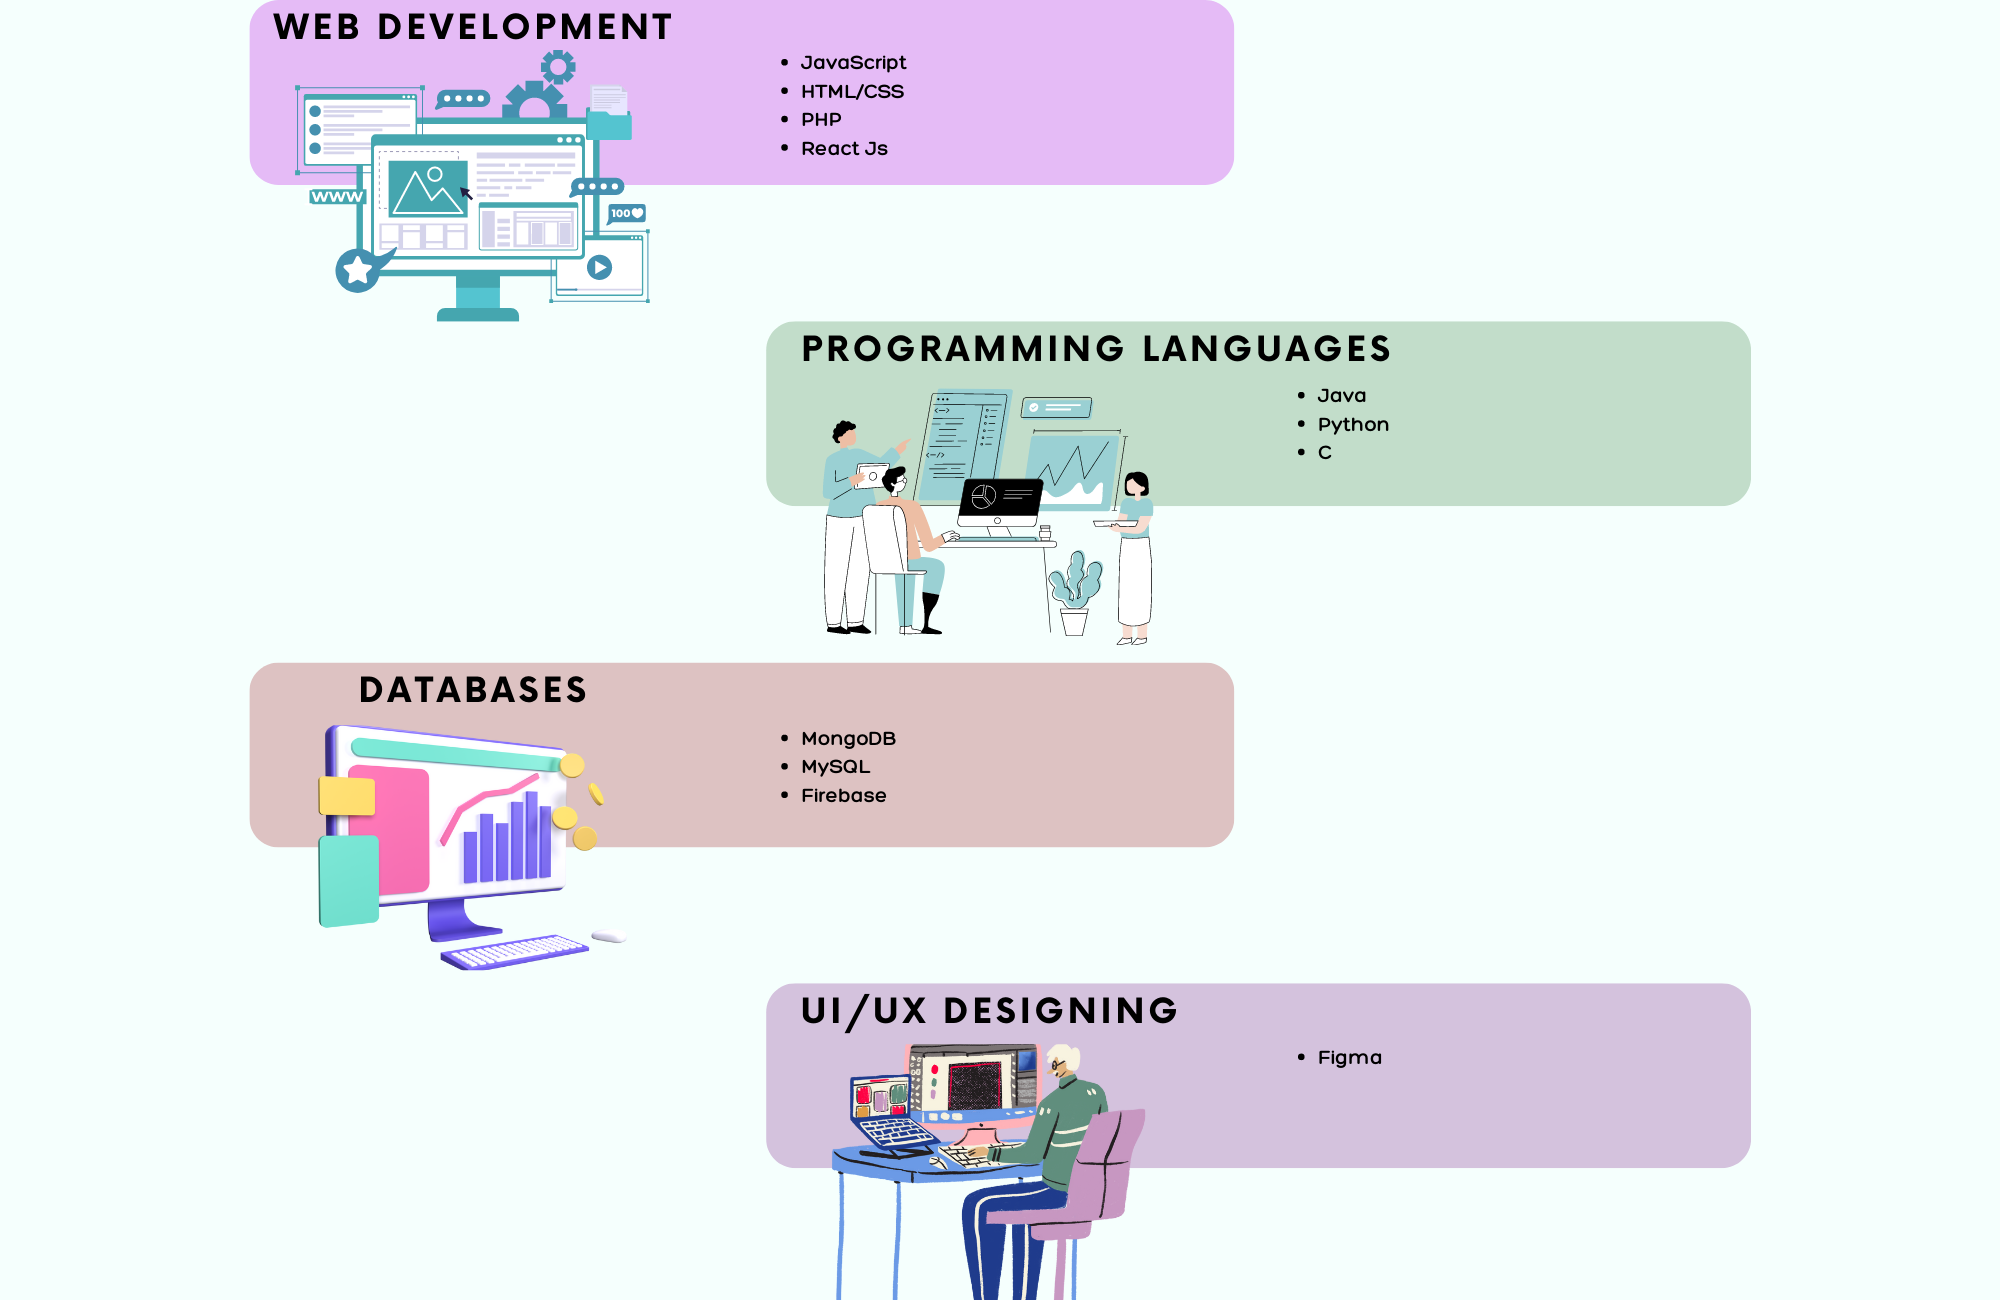 WEB DEVELOPMENT
• JavaScript
• HTML/CSS
• PHP
• React Js
WWW
100
PROGRAMMING LANGUAGES
• Java
• Python
• C
DATABASES
• MongoDB
• MySQL
• Firebase
UI/UX DESIGNING
• Figma